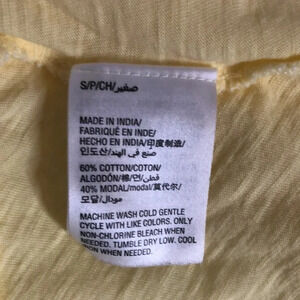 S/P/CH/صغير
MADE IN INDIA/
FABRIQUÉ EN INDE/
HECHO EN INDIA/印度制造/
인도산/صنع في الهند
60% COTTON/COTON/
ALGODÓN/棉/면/قطن/
40% MODAL/modal/莫代尔/
모달/مودال/
MACHINE WASH COLD GENTLE
CYCLE WITH LIKE COLORS. ONLY
NON-CHLORINE BLEACH WHEN
NEEDED. TUMBLE DRY LOW. COOL
WHEN NEEDED.